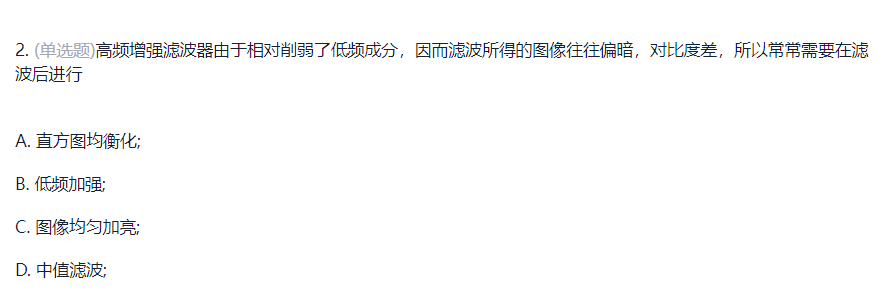 2. (单选题)高频增强滤波器由于相对削弱了低频成分，因而滤波所得的图像往往偏暗，对比度差，所以常常需要在滤
波后进行
A. 直方图均衡化;
B. 低频加强;
C. 图像均匀加亮;
D. 中值滤波;